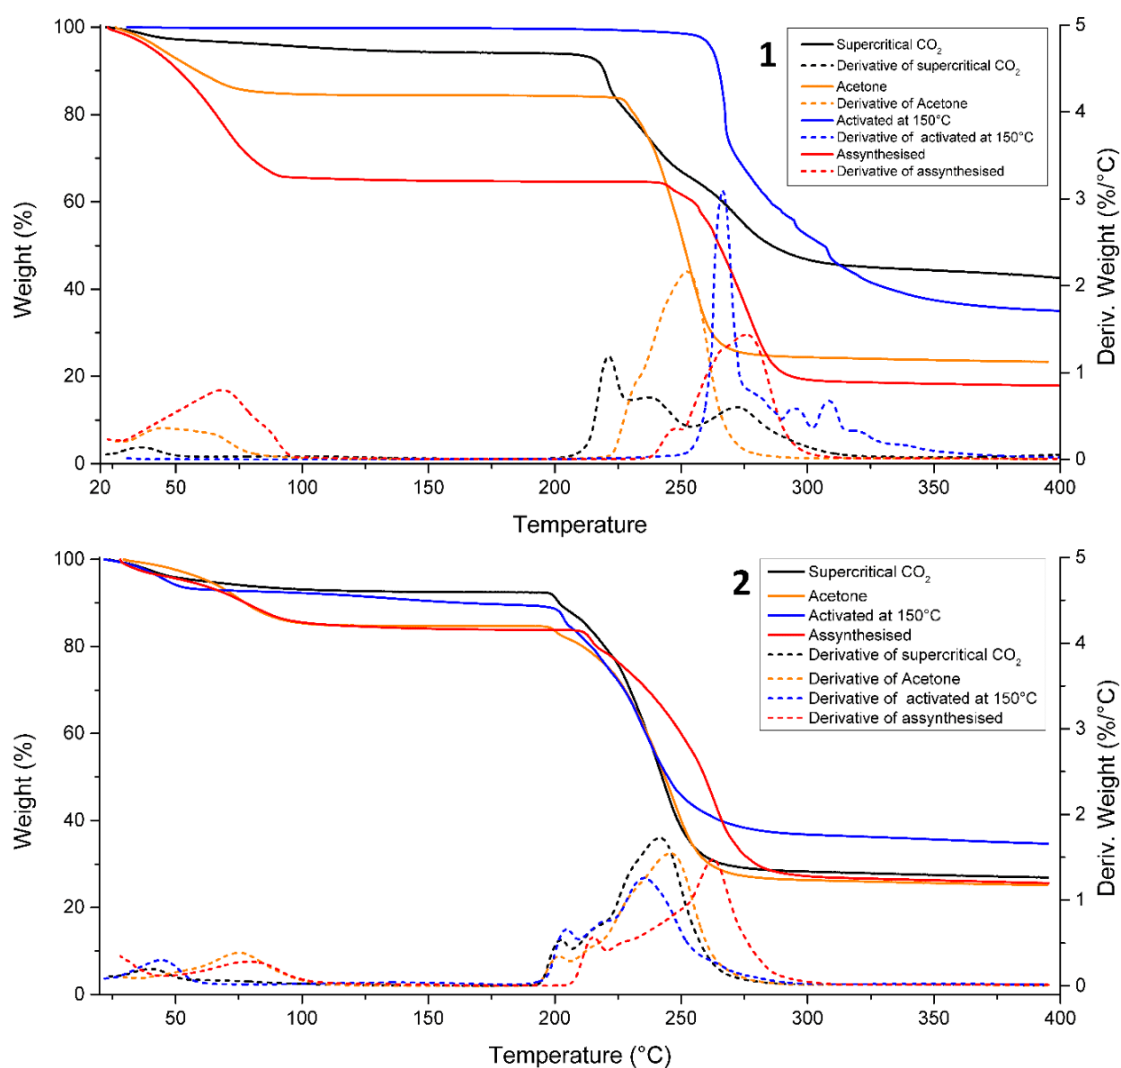 1
Supercritical CO₂
Derivative of supercritical CO₂
Acetone
Derivative of Acetone
Activated at 150°C
Derivative of  activated at 150°C
Assynthesised
Derivative of assynthesised
Weight (%)
100
80
60
40
20
0
Deriv. Weight (%/°C)
5
4
3
2
1
0
20 50 100 150 200 250 300 350 400
Temperature
2
Supercritical CO₂
Acetone
Activated at 150°C
Assynthesised
Derivative of supercritical CO₂
Derivative of Acetone
Derivative of  activated at 150°C
Derivative of assynthesised
Weight (%)
100
80
60
40
20
0
Deriv. Weight (%/°C)
5
4
3
2
1
0
50 100 150 200 250 300 350 400
Temperature (°C)